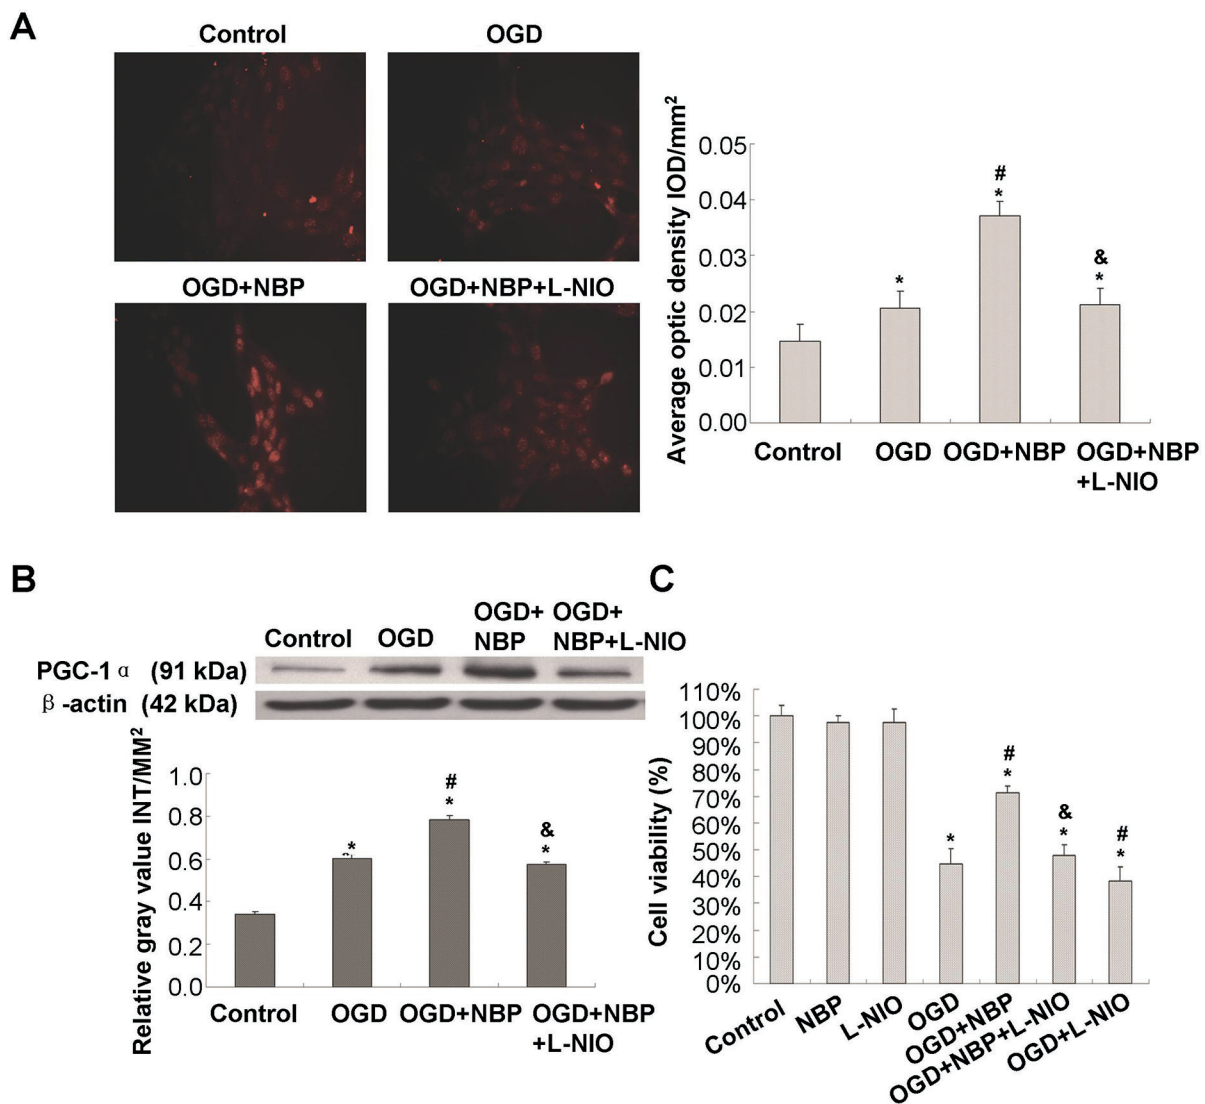 A
Control
OGD
OGD+NBP
OGD+NBP+L-NIO
Average optic density IOD/mm²
0.05
0.04
0.03
0.02
0.01
0.00
*
#
*
&
*
Control
OGD
OGD+NBP
OGD+NBP
+L-NIO
B
Control
OGD
OGD+
NBP
OGD+
NBP+L-NIO
PGC-1α (91 kDa)
β-actin (42 kDa)
Relative gray value INT/MM²
1.0
0.8
0.6
0.4
0.2
0.0
*
#
*
&
*
Control
OGD
OGD+NBP
OGD+NBP
+L-NIO
C
Cell viability (%)
110%
100%
90%
80%
70%
60%
50%
40%
30%
20%
10%
0%
*
#
*
&
*
#
*
Control
NBP
L-NIO
OGD
OGD+NBP
OGD+NBP+L-NIO
OGD+L-NIO